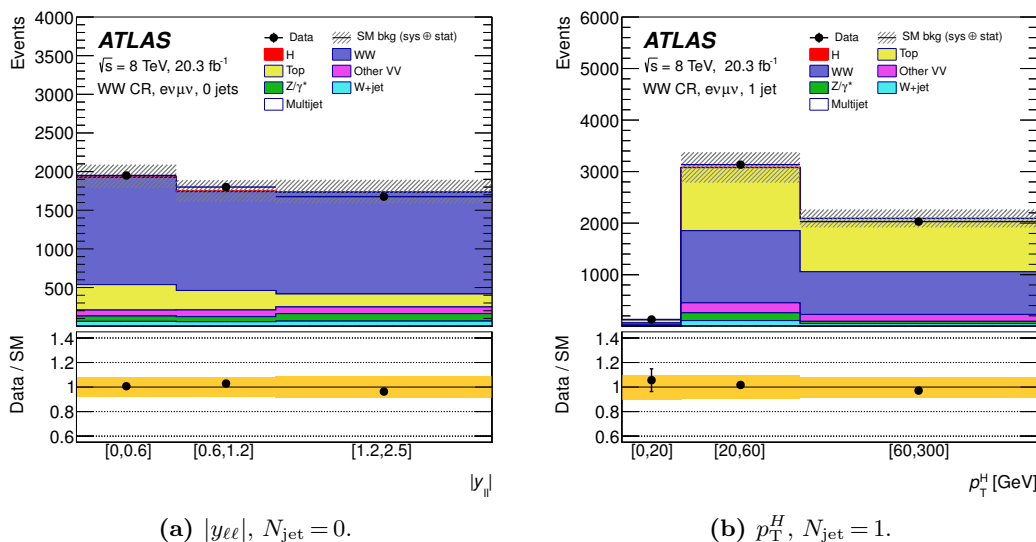 Events
4000
3500
3000
2500
2000
1500
1000
500
ATLAS
√s = 8 TeV, 20.3 fb⁻¹
WW CR, eνμν, 0 jets
Data
SM bkg (sys ⊕ stat)
H
WW
Top
Other VV
Z/γ*
W+jet
Multijet
Data / SM
1.4
1.2
1
0.8
0.6
[0,0.6] [0.6,1.2] [1.2,2.5]
|y_ll|
(a) |y_ℓℓ|, N_jet = 0.
Events
6000
5000
4000
3000
2000
1000
ATLAS
√s = 8 TeV, 20.3 fb⁻¹
WW CR, eνμν, 1 jet
Data
SM bkg (sys ⊕ stat)
H
Top
WW
Other VV
Z/γ*
W+jet
Multijet
Data / SM
1.4
1.2
1
0.8
0.6
[0,20] [20,60] [60,300]
p_T^H [GeV]
(b) p_T^H, N_jet = 1.